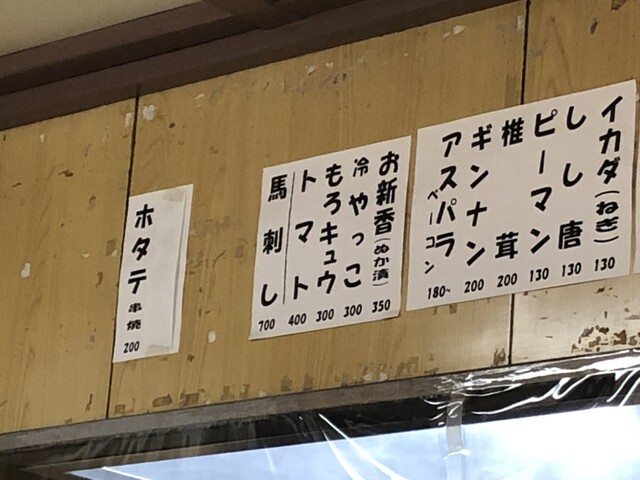 イカダ(ねぎ) 130
しし唐 130
ピーマン 130
椎茸 200
ギンナン 200
アスパラベーコン 180~
お新香(ぬか漬) 350
冷やっこ 300
もろキュウ 300
トマト 400
馬刺し 700
ホタテ串焼 200